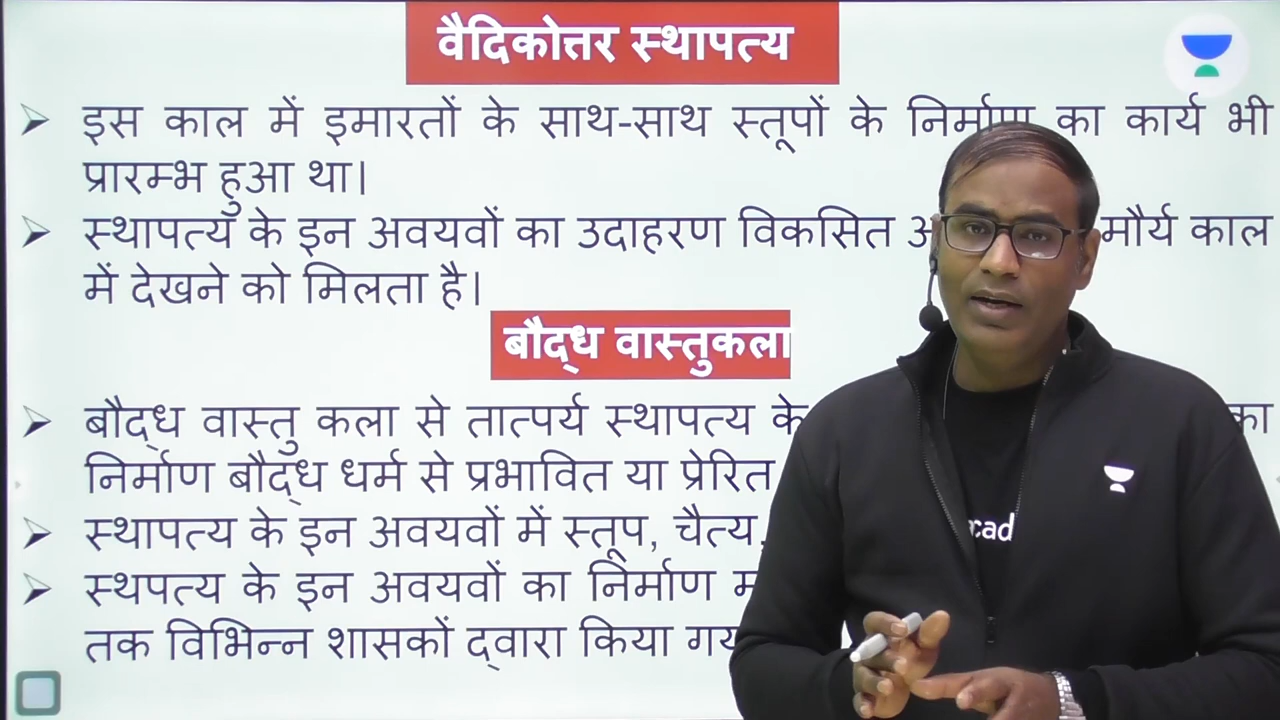 वैदिकोत्तर स्थापत्य
इस काल में इमारतों के साथ-साथ स्तूपों के निर्माण का कार्य भी
प्रारम्भ हुआ था।
स्थापत्य के इन अवयवों का उदाहरण विकसित मौर्य काल
में देखने को मिलता है।
बौद्ध वास्तुकला
बौद्ध वास्तु कला से तात्पर्य स्थापत्य के का
निर्माण बौद्ध धर्म से प्रभावित या प्रेरित
स्थापत्य के इन अवयवों में स्तूप, चैत्य,
स्थपत्य के इन अवयवों का निर्माण
तक विभिन्न शासकों द्वारा किया
cad